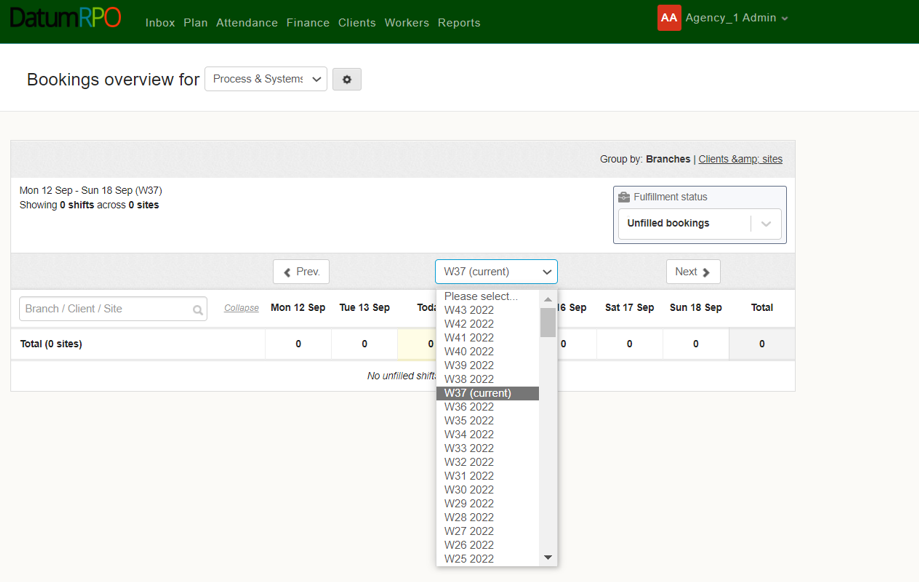 DatumRPO
Inbox Plan Attendance Finance Clients Workers Reports
AA Agency_1 Admin
Bookings overview for Process & Systems
Group by: Branches | Clients &amp; sites
Mon 12 Sep - Sun 18 Sep (W37)
Showing 0 shifts across 0 sites
Fulfillment status
Unfilled bookings
Prev. W37 (current) Next
Branch / Client / Site Collapse Mon 12 Sep Tue 13 Sep Toda 6 Sep Sat 17 Sep Sun 18 Sep Total
Total (0 sites) 0 0 0 0 0 0 0
No unfilled shift
Please select...
W43 2022
W42 2022
W41 2022
W40 2022
W39 2022
W38 2022
W37 (current)
W36 2022
W35 2022
W34 2022
W33 2022
W32 2022
W31 2022
W30 2022
W29 2022
W28 2022
W27 2022
W26 2022
W25 2022